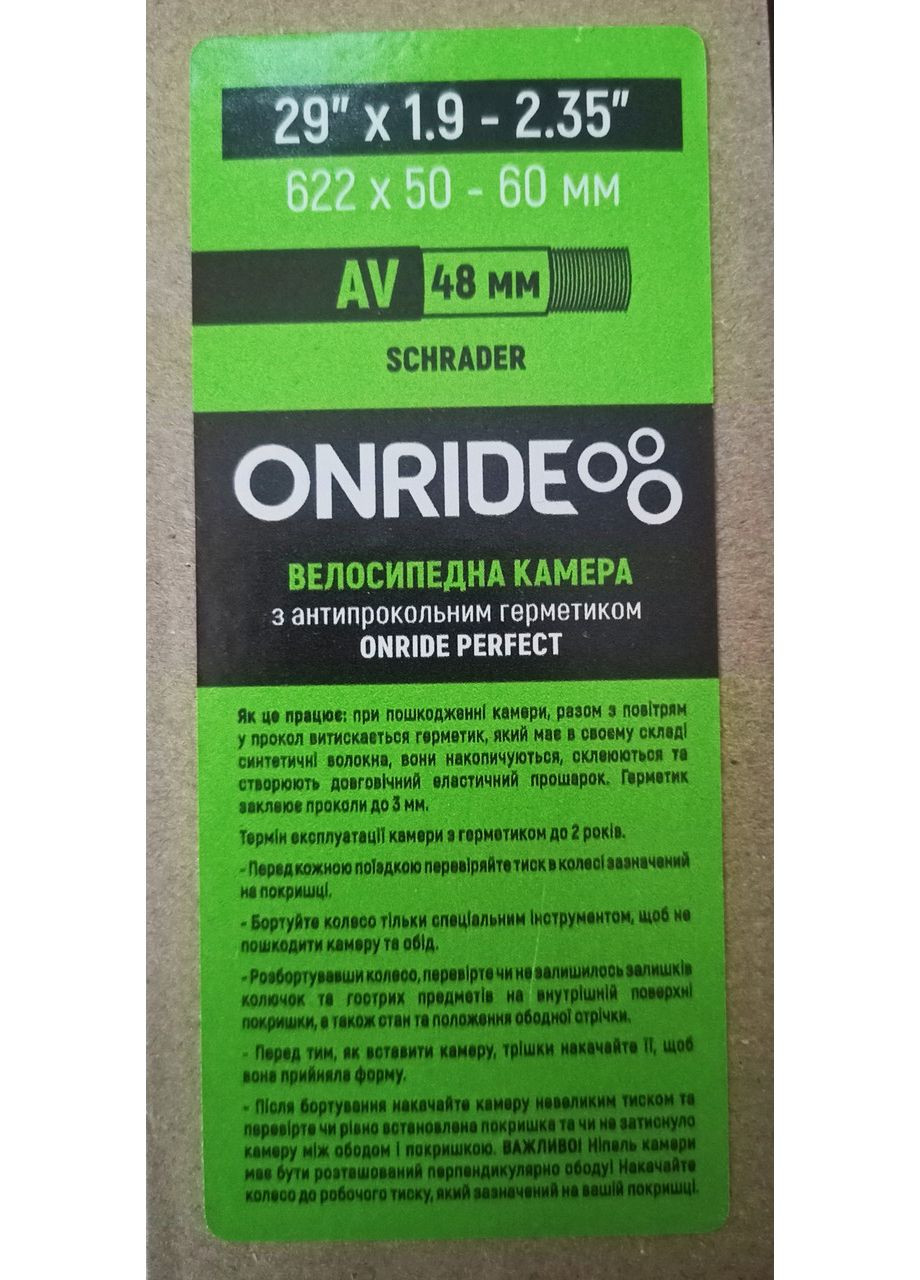 29" x 1.9 - 2.35"
622 x 50 - 60 мм
AV 48 мм
SCHRADER
ONRIDE
ВЕЛОСИПЕДНА КАМЕРА
з антипрокольним герметиком
ONRIDE PERFECT
Як це працює: при пошкодженні камери, разом з повітрям
у прокол витискається герметик, який має в своєму складі
синтетичні волокна, вони накопичуються, склеюються та
створюють довговічний еластичний прошарок. Герметик
заклеює проколи до 3 мм.
Термін експлуатації камери з герметиком до 2 років.
- Перед кожною поїздкою перевіряйте тиск в колесі зазначений
на покришці.
- Бортуйте колесо тільки спеціальним інструментом, щоб не
пошкодити камеру та обід.
- Розбортувавши колесо, перевірте чи не залишилось залишків
колючок та гострих предметів на внутрішній поверхні
покришки, а також стан та положення ободної стрічки.
- Перед тим, як вставити камеру, трішки накачайте її, щоб
вона прийняла форму.
- Після бортування накачайте камеру невеликим тиском та
перевірте чи рівно встановлена покришка та чи не затиснуло
камеру між ободом і покришкою. ВАЖЛИВО! Ніпель камери
має бути розташований перпендикулярно ободу! Накачайте
колесо до робочого тиску, який зазначений на вашій покришці.